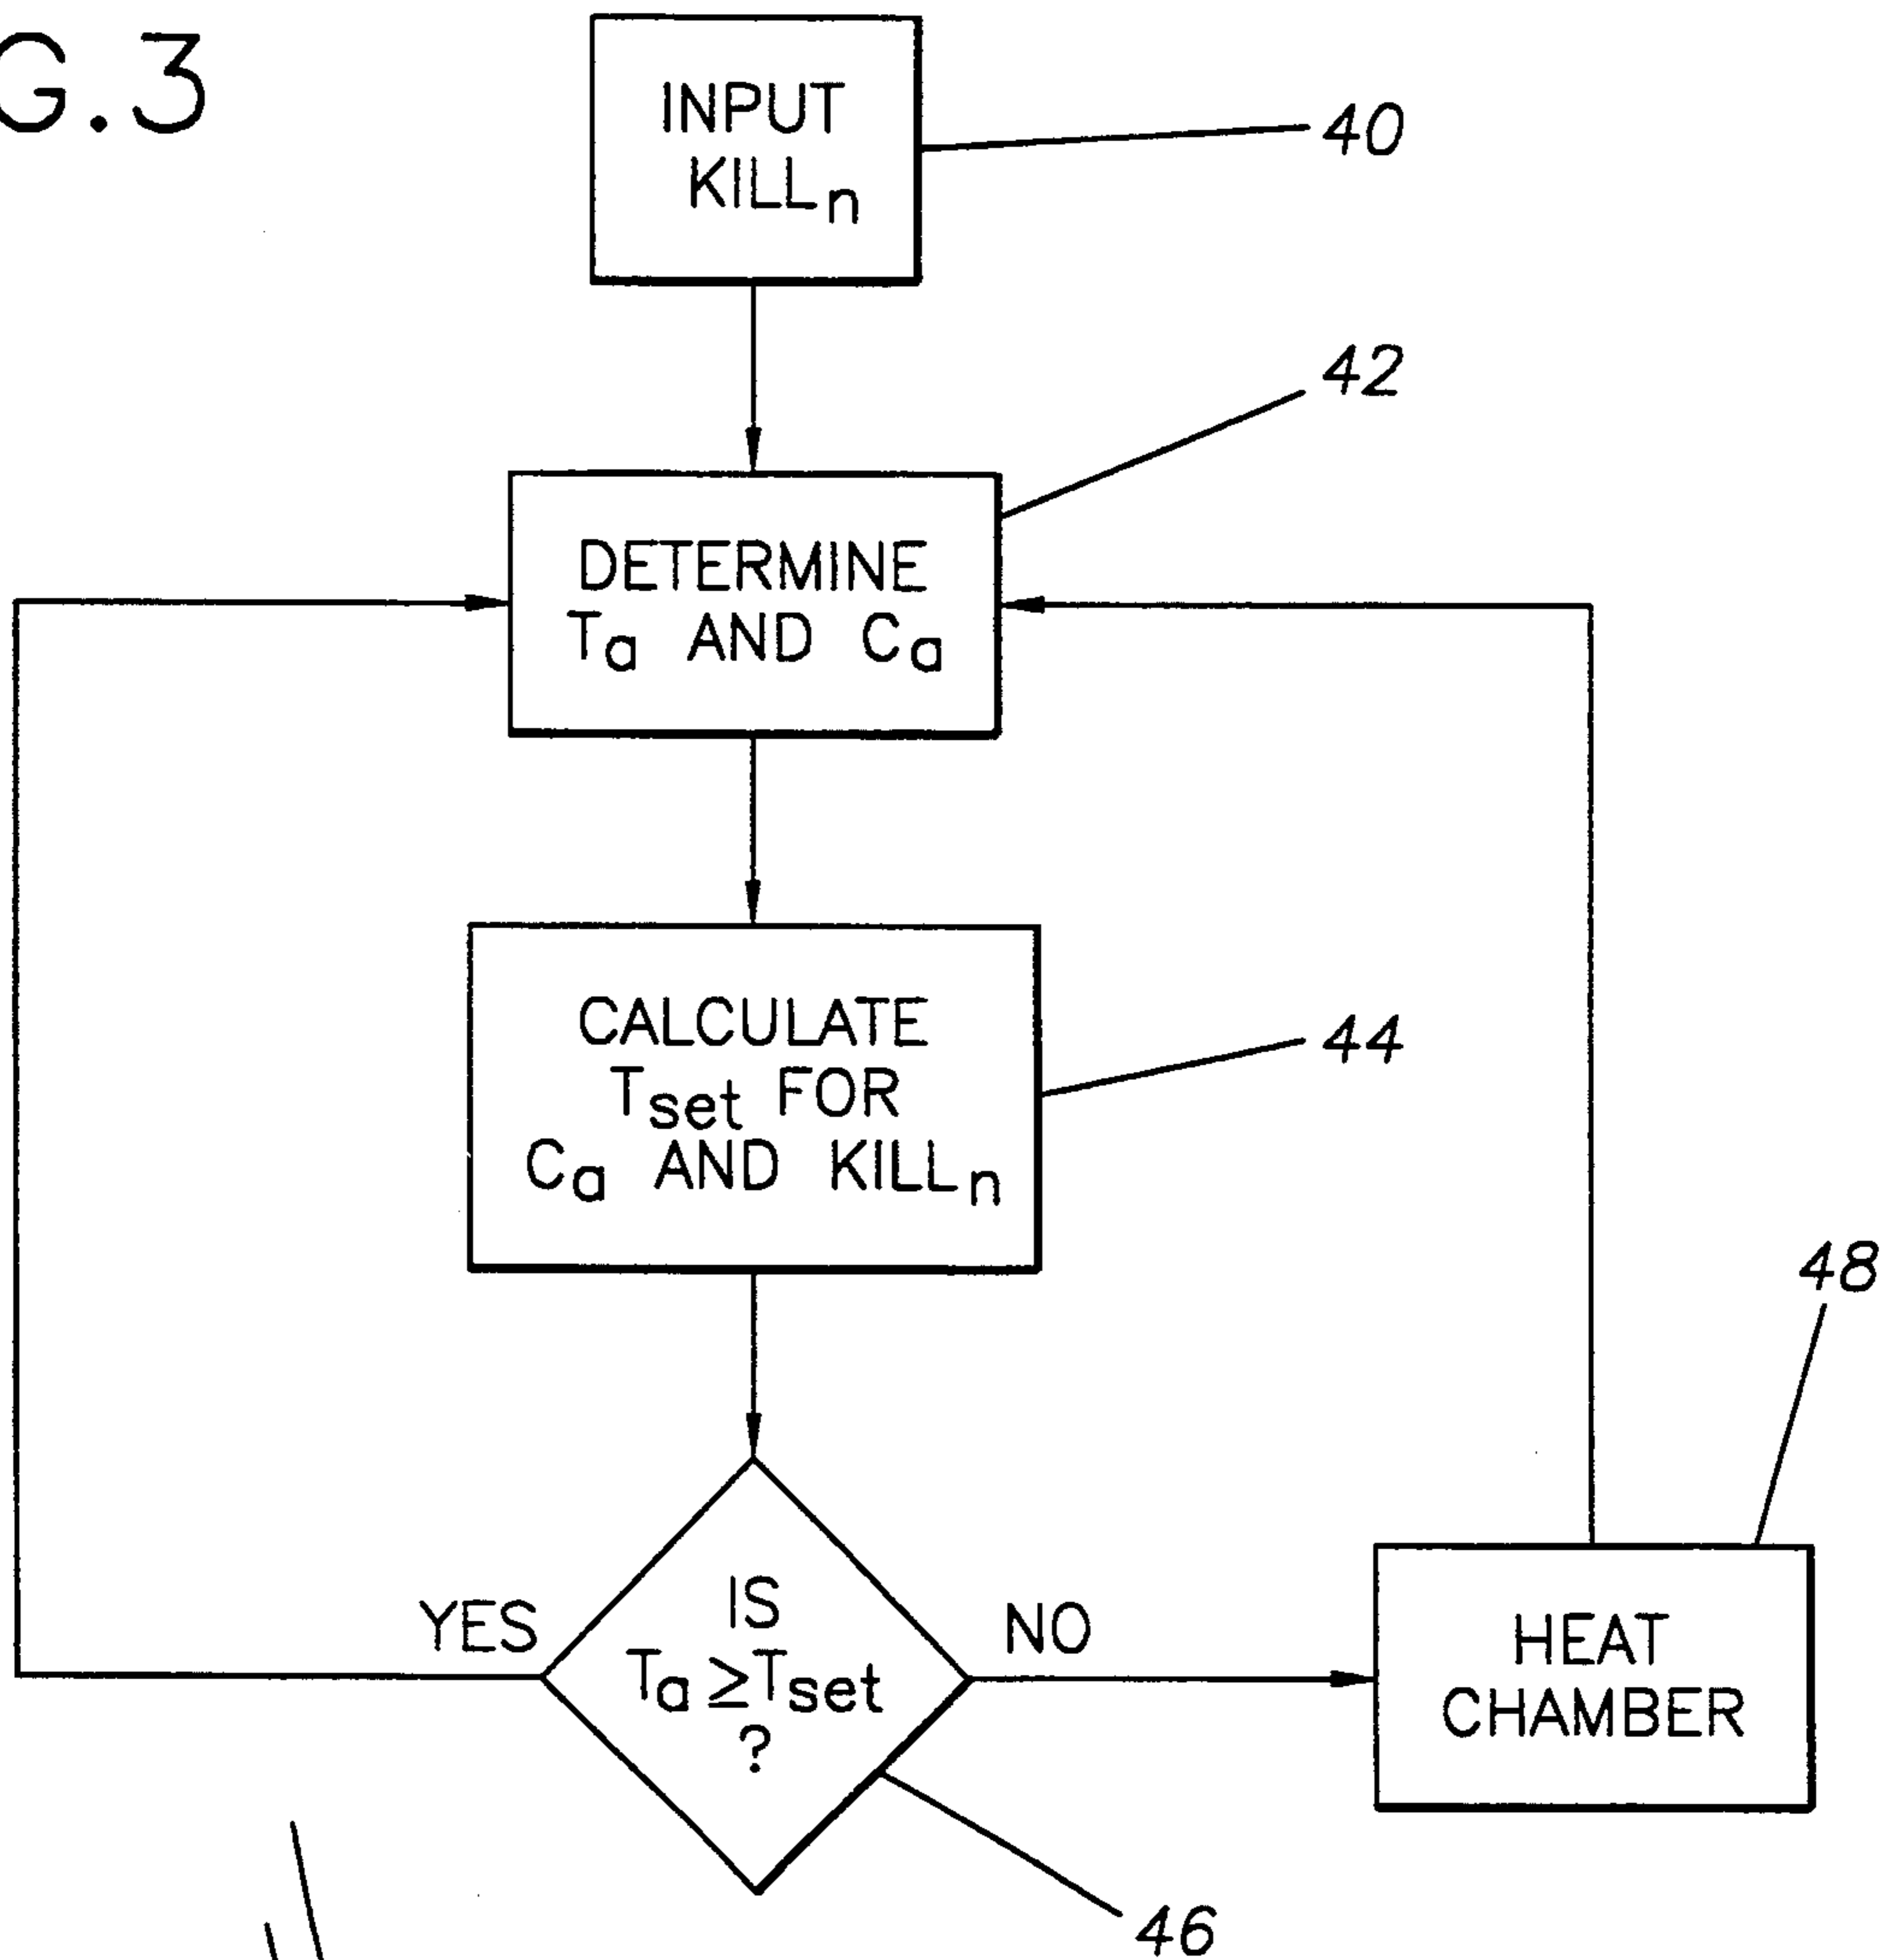 G.3
INPUT
KILLn
40
42
DETERMINE
Ta AND Ca
CALCULATE
Tset FOR
Ca AND KILLn
44
48
YES
IS
Ta ≥Tset
?
NO
HEAT
CHAMBER
46